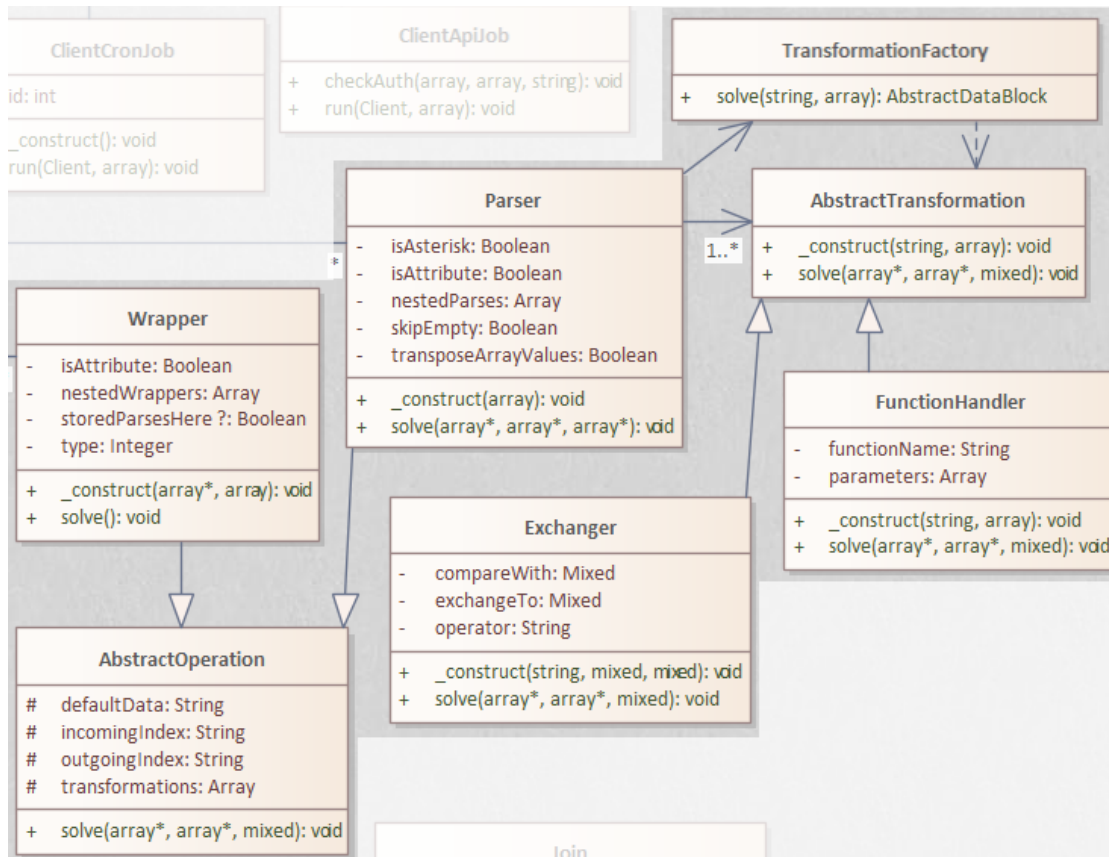 ClientCronJob
id: int
_construct(): void
run(Client, array): void
ClientApiJob
+ checkAuth(array, array, string): void
+ run(Client, array): void
TransformationFactory
+ solve(string, array): AbstractDataBlock
Parser
- isAsterisk: Boolean
- isAttribute: Boolean
- nestedParses: Array
- skipEmpty: Boolean
- transposeArrayValues: Boolean
+ _construct(array): void
+ solve(array*, array*, array*): void
*
1..*
AbstractTransformation
+ _construct(string, array): void
+ solve(array*, array*, mixed): void
Wrapper
- isAttribute: Boolean
- nestedWrappers: Array
- storedParsesHere ?: Boolean
- type: Integer
+ _construct(array*, array): void
+ solve(): void
FunctionHandler
- functionName: String
- parameters: Array
+ _construct(string, array): void
+ solve(array*, array*, mixed): void
Exchanger
- compareWith: Mixed
- exchangeTo: Mixed
- operator: String
+ _construct(string, mixed, mixed): void
+ solve(array*, array*, mixed): void
AbstractOperation
# defaultData: String
# incomingIndex: String
# outgoingIndex: String
# transformations: Array
+ solve(array*, array*, mixed): void
Join